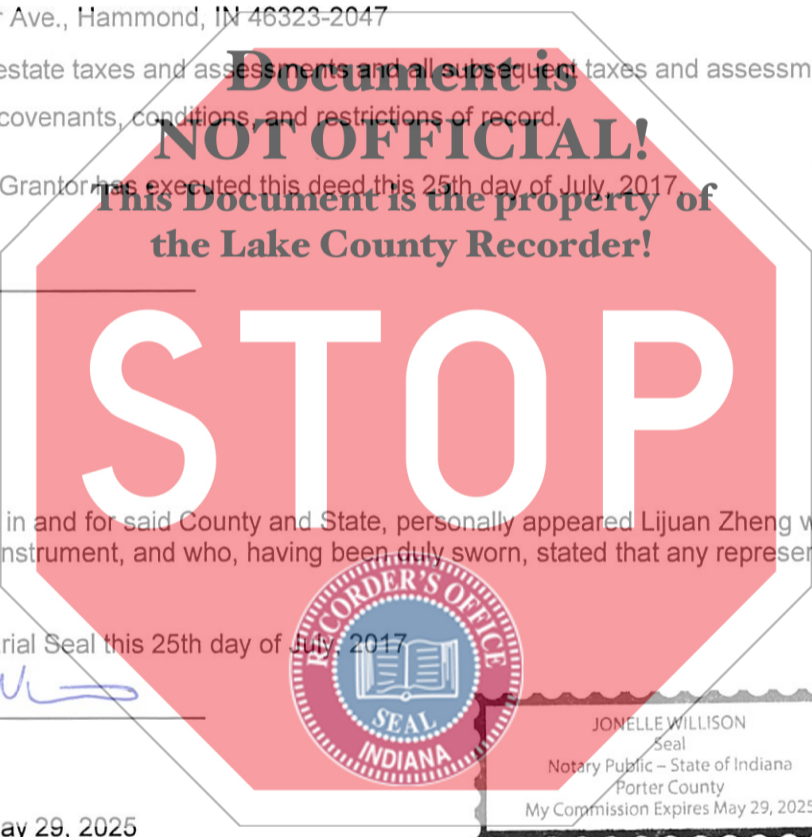 r Ave., Hammond, IN 46323-2047
estate taxes and assessments and all subsequent taxes and assessm
covenants, conditions, and restrictions of record.
Document is
NOT OFFICIAL!
Grantor has executed this deed this 25th day of July, 2017.
This Document is the property of
the Lake County Recorder!
STOP
in and for said County and State, personally appeared Lijuan Zheng w
nstrument, and who, having been duly sworn, stated that any represen
rial Seal this 25th day of July, 2017
RECORDER'S OFFICE
SEAL
INDIANA
JONELLE WILLISON
Seal
Notary Public – State of Indiana
Porter County
My Commission Expires May 29, 2025
ay 29, 2025